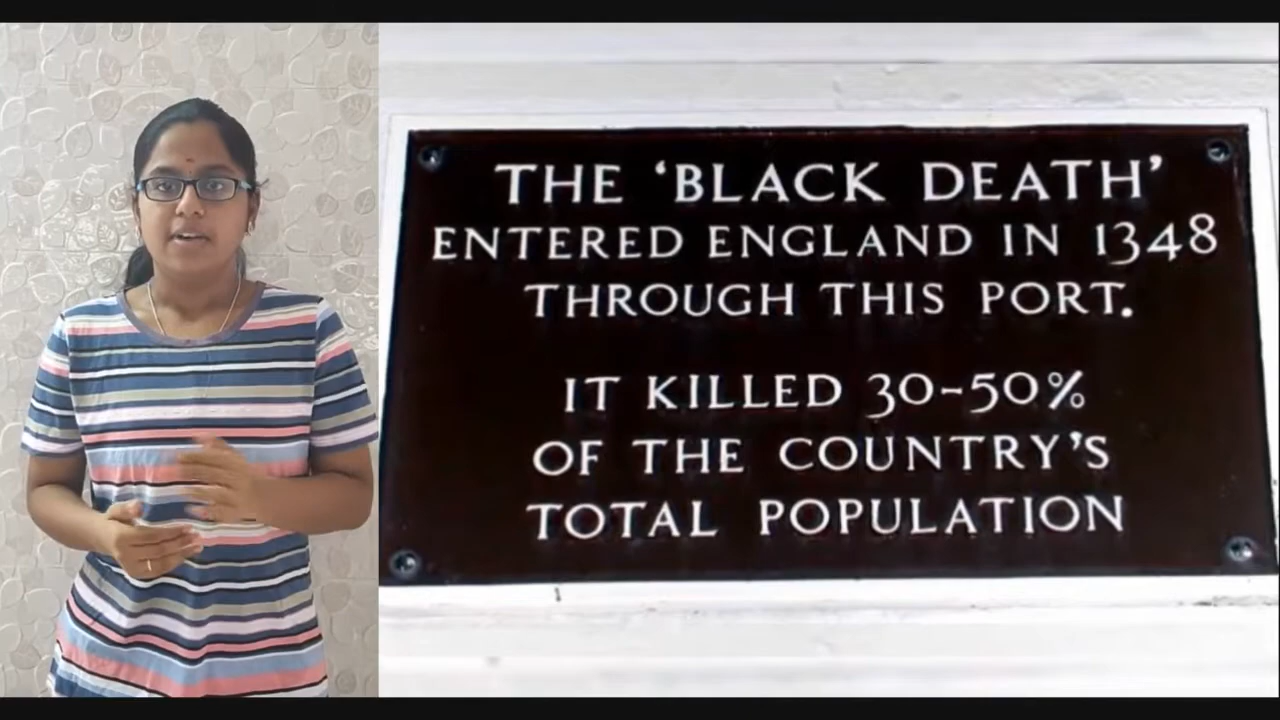 THE ‘BLACK DEATH’
ENTERED ENGLAND IN 1348
THROUGH THIS PORT.
IT KILLED 30-50%
OF THE COUNTRY’S
TOTAL POPULATION